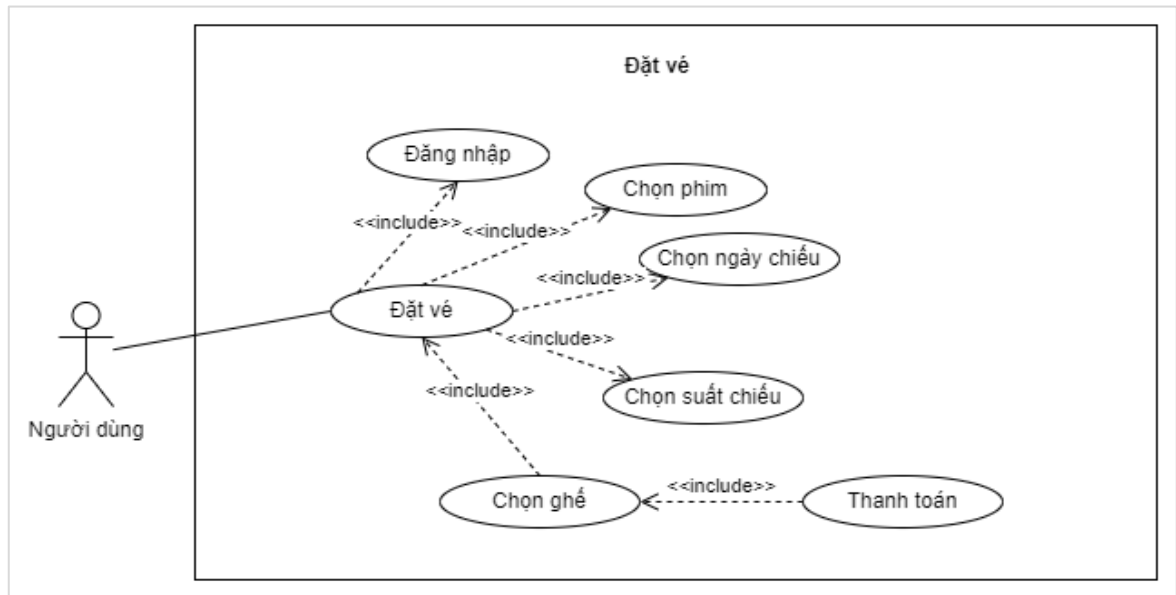 Đặt vé
Đăng nhập
Chọn phim
<<include>>
<<include>>
Chọn ngày chiếu
<<include>>
Đặt vé
<<include>>
<<include>>
Chọn suất chiếu
Người dùng
<<include>>
Chọn ghế
Thanh toán